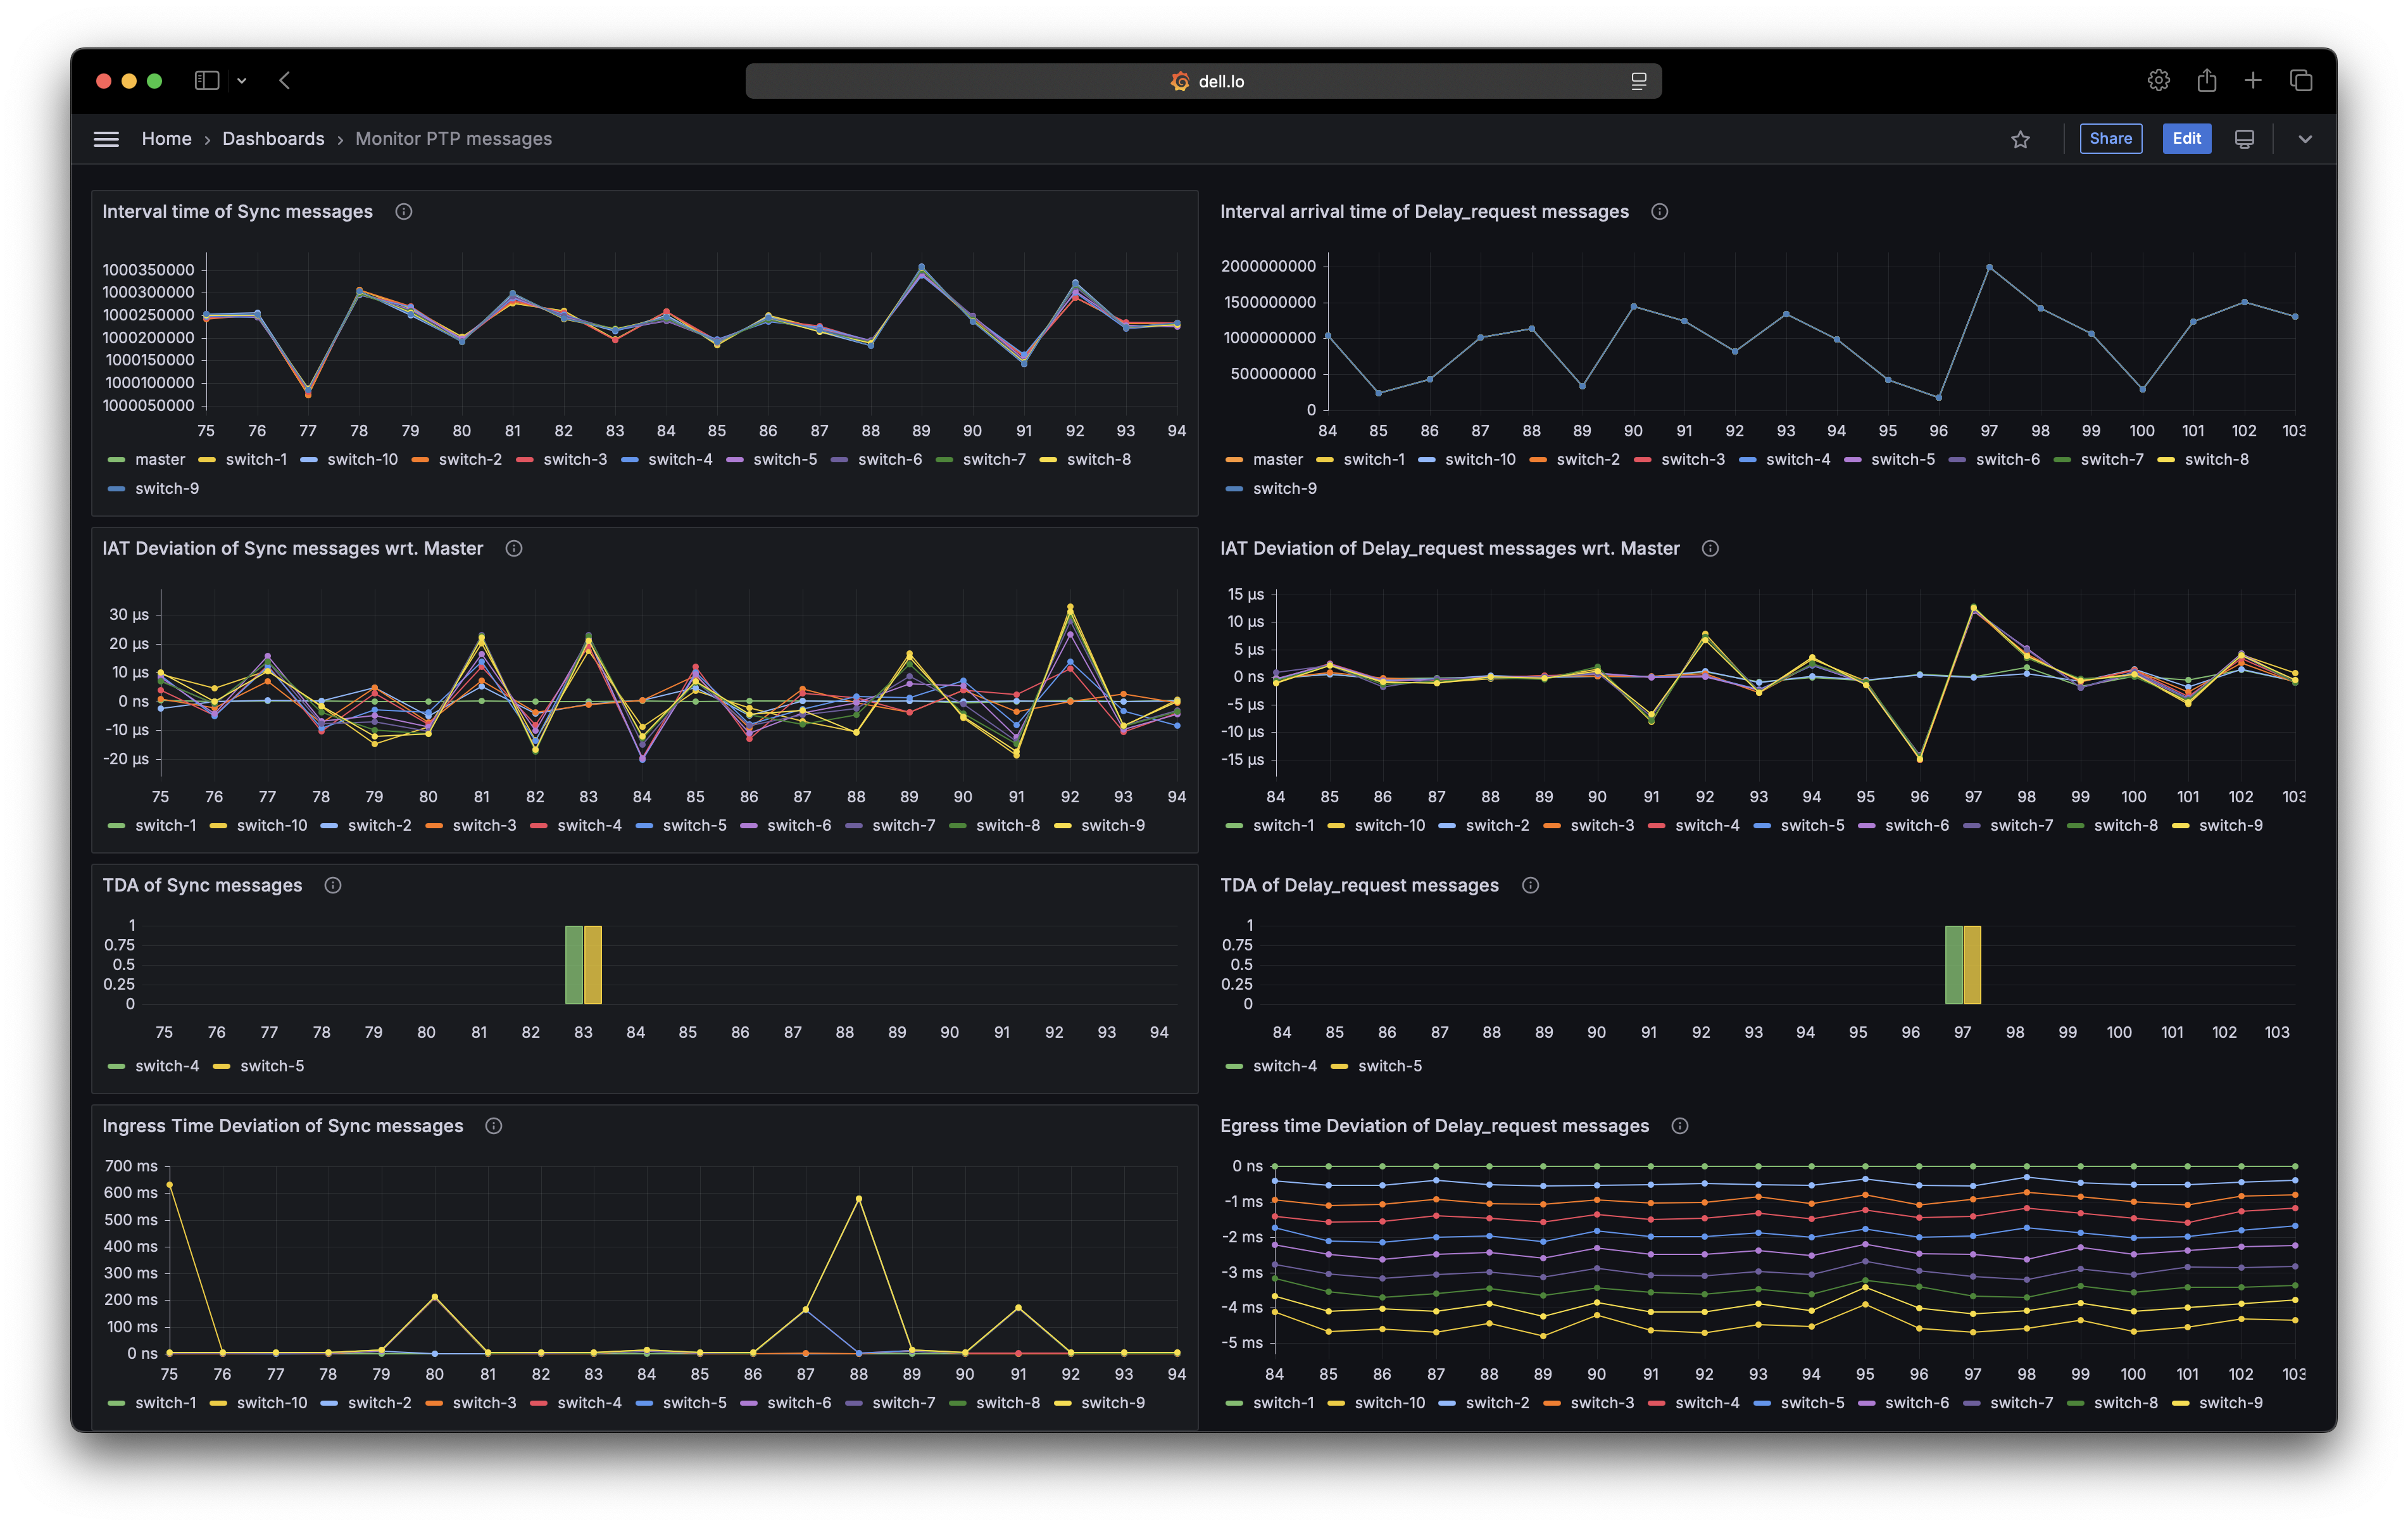 dell.lo
Home › Dashboards › Monitor PTP messages
Share
Edit
Interval time of Sync messages
1000350000
1000300000
1000250000
1000200000
1000150000
1000100000
1000050000
75 76 77 78 79 80 81 82 83 84 85 86 87 88 89 90 91 92 93 94
master switch-1 switch-10 switch-2 switch-3 switch-4 switch-5 switch-6 switch-7 switch-8
switch-9
Interval arrival time of Delay_request messages
2000000000
1500000000
1000000000
500000000
0
84 85 86 87 88 89 90 91 92 93 94 95 96 97 98 99 100 101 102 103
master switch-1 switch-10 switch-2 switch-3 switch-4 switch-5 switch-6 switch-7 switch-8
switch-9
IAT Deviation of Sync messages wrt. Master
30 µs
20 µs
10 µs
0 ns
-10 µs
-20 µs
75 76 77 78 79 80 81 82 83 84 85 86 87 88 89 90 91 92 93 94
switch-1 switch-10 switch-2 switch-3 switch-4 switch-5 switch-6 switch-7 switch-8 switch-9
IAT Deviation of Delay_request messages wrt. Master
15 µs
10 µs
5 µs
0 ns
-5 µs
-10 µs
-15 µs
84 85 86 87 88 89 90 91 92 93 94 95 96 97 98 99 100 101 102 103
switch-1 switch-10 switch-2 switch-3 switch-4 switch-5 switch-6 switch-7 switch-8 switch-9
TDA of Sync messages
1
0.75
0.5
0.25
0
75 76 77 78 79 80 81 82 83 84 85 86 87 88 89 90 91 92 93 94
switch-4 switch-5
TDA of Delay_request messages
1
0.75
0.5
0.25
0
84 85 86 87 88 89 90 91 92 93 94 95 96 97 98 99 100 101 102 103
switch-4 switch-5
Ingress Time Deviation of Sync messages
700 ms
600 ms
500 ms
400 ms
300 ms
200 ms
100 ms
0 ns
75 76 77 78 79 80 81 82 83 84 85 86 87 88 89 90 91 92 93 94
switch-1 switch-10 switch-2 switch-3 switch-4 switch-5 switch-6 switch-7 switch-8 switch-9
Egress time Deviation of Delay_request messages
0 ns
-1 ms
-2 ms
-3 ms
-4 ms
-5 ms
84 85 86 87 88 89 90 91 92 93 94 95 96 97 98 99 100 101 102 103
switch-1 switch-10 switch-2 switch-3 switch-4 switch-5 switch-6 switch-7 switch-8 switch-9